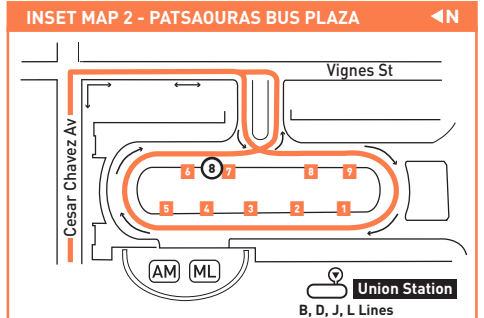 INSET MAP 2 - PATSAOURAS BUS PLAZA
N
Vignes St
Cesar Chavez Av
6 8 7 8 9
5 4 3 2 1
AM ML
Union Station
B, D, J, L Lines